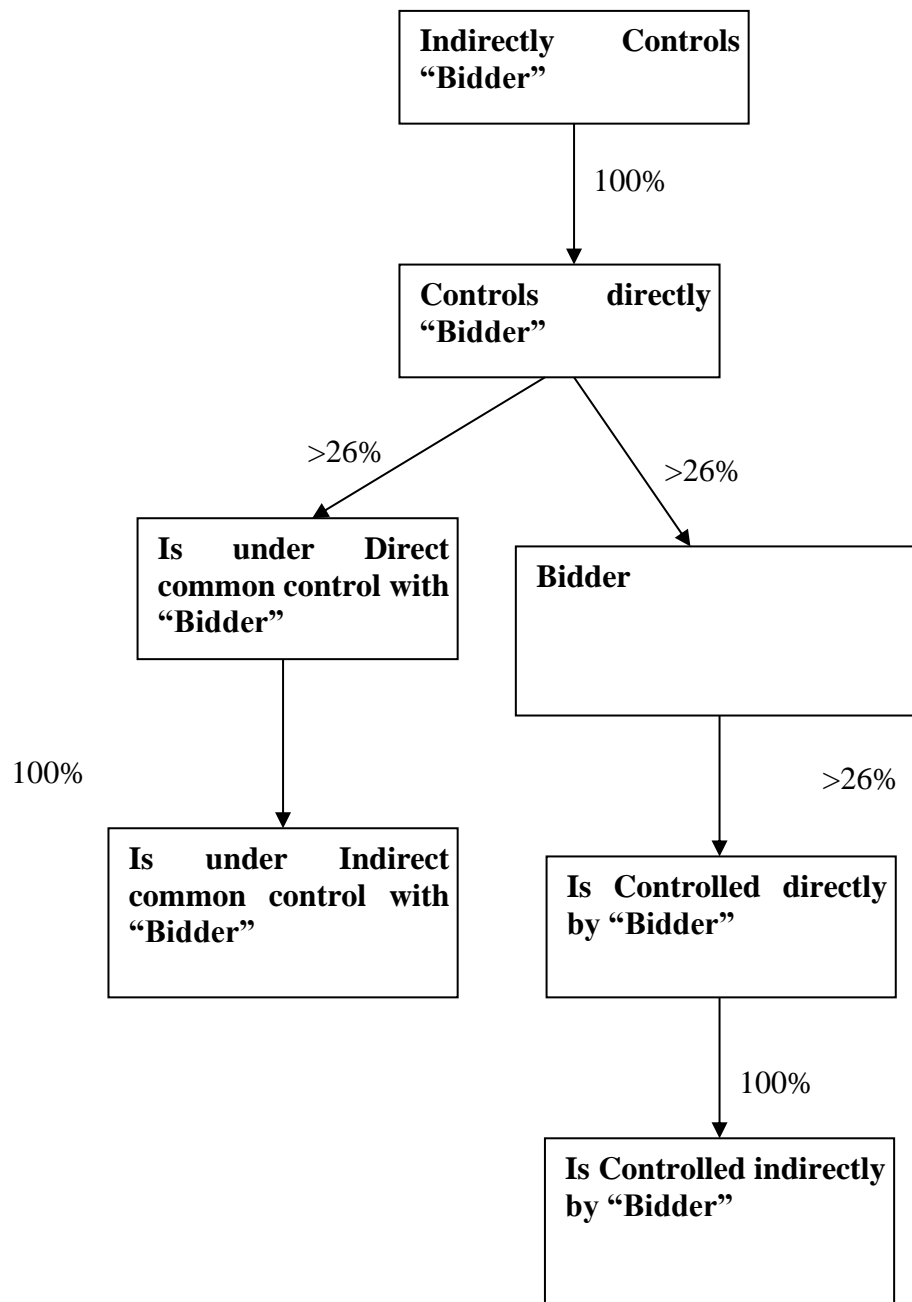 Indirectly Controls
“Bidder”
100%
Controls directly
“Bidder”
>26%
>26%
Is under Direct
common control with
“Bidder”
Bidder
100%
>26%
Is under Indirect
common control with
“Bidder”
Is Controlled directly
by “Bidder”
100%
Is Controlled indirectly
by “Bidder”